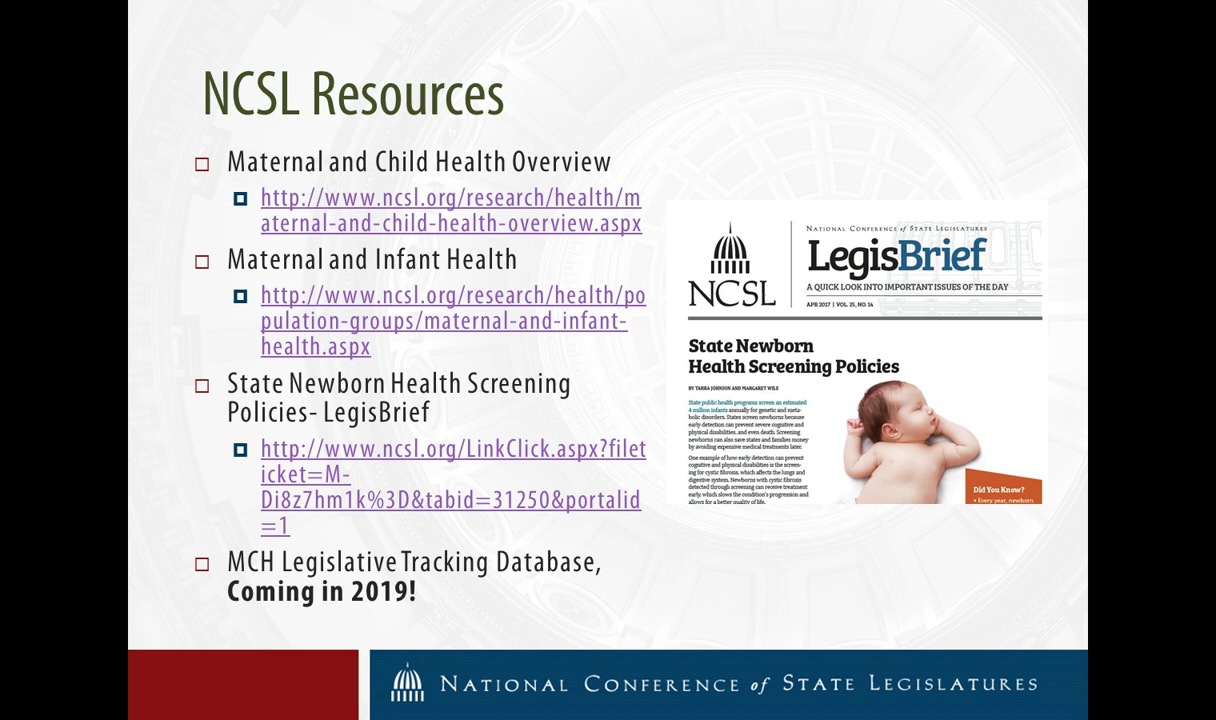 NCSL Resources
Maternal and Child Health Overview
http://www.ncsl.org/research/health/m
aternal-and-child-health-overview.aspx
Maternal and Infant Health
http://www.ncsl.org/research/health/po
pulation-groups/maternal-and-infant-
health.aspx
State Newborn Health Screening
Policies- LegisBrief
http://www.ncsl.org/LinkClick.aspx?filet
icket=M-
Di8z7hm1k%3D&tabid=31250&portalid
=1
MCH Legislative Tracking Database,
Coming in 2019!
NCSL
NATIONAL CONFERENCE of STATE LEGISLATURES
LegisBrief
A QUICK LOOK INTO IMPORTANT ISSUES OF THE DAY
APR 2017 | VOL. 25, NO. 14
State Newborn
Health Screening Policies
BY TAHRA JOHNSON AND MARGARET WILE
State public health programs screen an estimated
4 million infants annually for genetic and meta-
bolic disorders. States screen newborns because
early detection can prevent severe cognitive and
physical disabilities, and even death. Screening
newborns can also save states and families money
by avoiding expensive medical treatments later.
One example of how early detection can prevent
cognitive and physical disabilities is the screen-
ing for cystic fibrosis, which affects the lungs and
digestive system. Newborns with cystic fibrosis
detected through screening can receive treatment
early, which slows the condition's progression and
allows for a better quality of life.
Did You Know?
• Every year, newborn
NATIONAL CONFERENCE of STATE LEGISLATURES